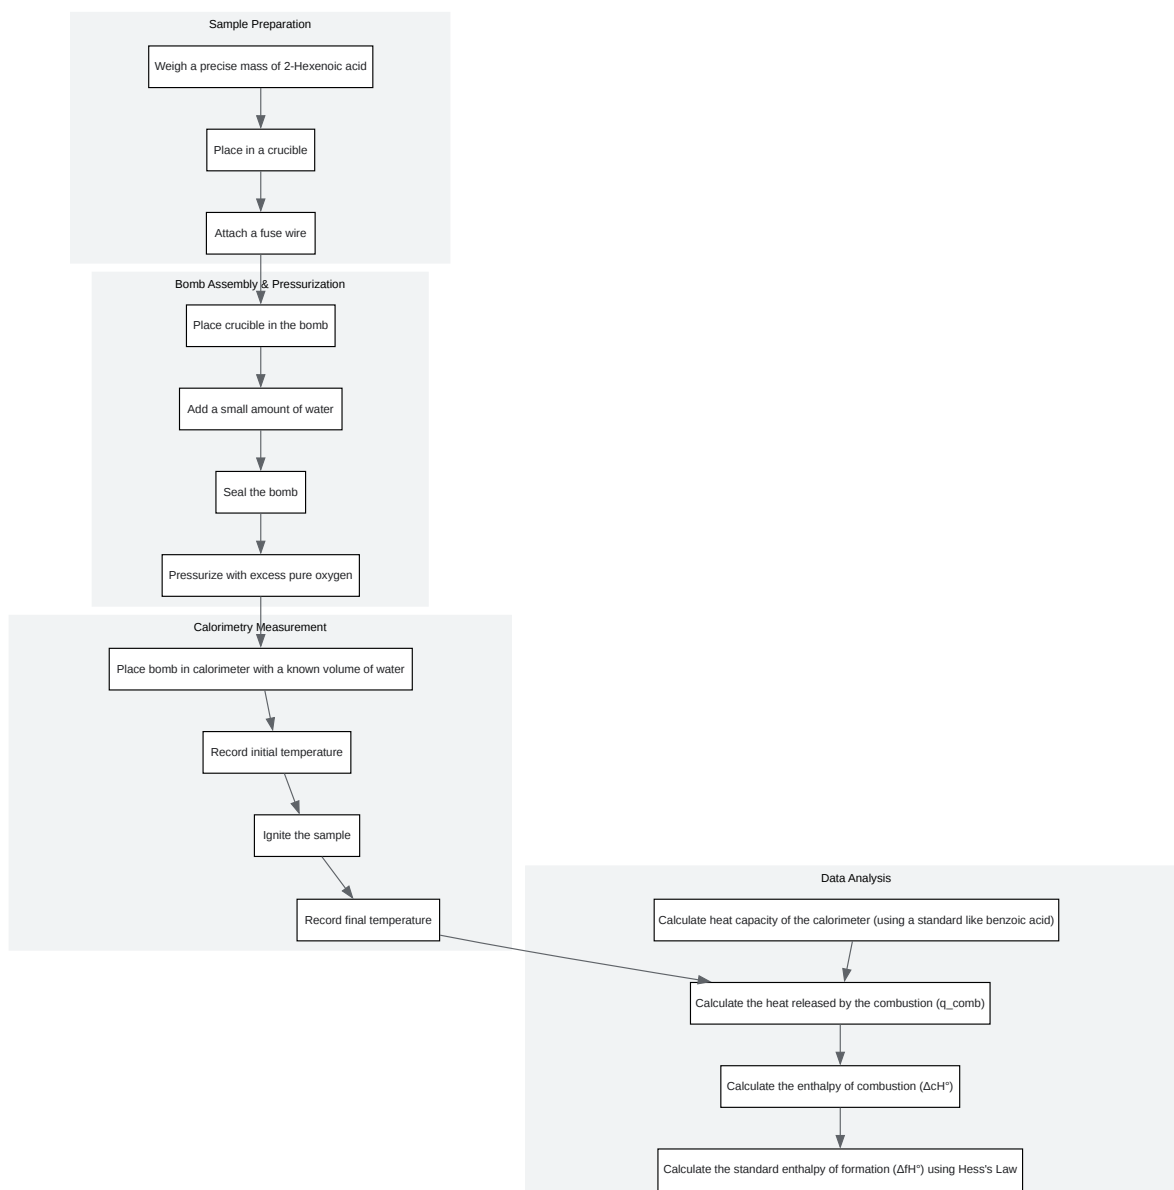 Sample Preparation
Weigh a precise mass of 2-Hexenoic acid
Place in a crucible
Attach a fuse wire
Bomb Assembly & Pressurization
Place crucible in the bomb
Add a small amount of water
Seal the bomb
Pressurize with excess pure oxygen
Calorimetry Measurement
Place bomb in calorimeter with a known volume of water
Record initial temperature
Ignite the sample
Record final temperature
Data Analysis
Calculate heat capacity of the calorimeter (using a standard like benzoic acid)
Calculate the heat released by the combustion (q_comb)
Calculate the enthalpy of combustion (ΔcH°)
Calculate the standard enthalpy of formation (ΔfH°) using Hess's Law